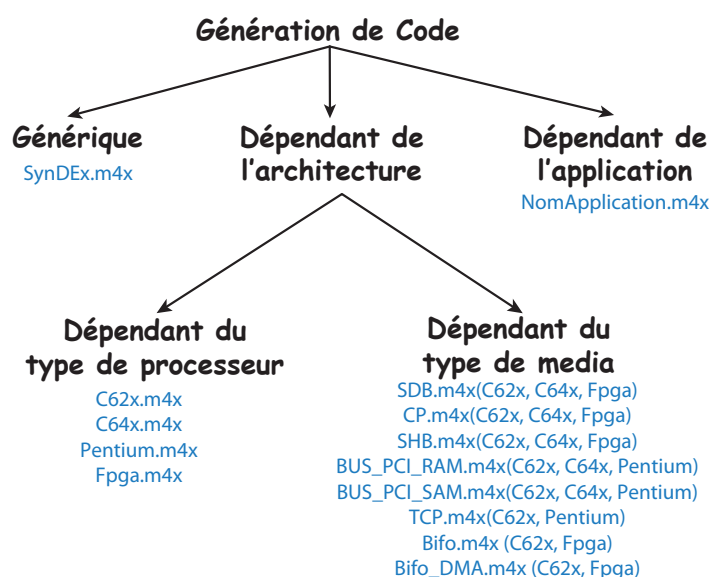 Génération de Code
Générique
SynDEx.m4x
Dépendant de
l'architecture
Dépendant de
l'application
NomApplication.m4x
Dépendant du
type de processeur
C62x.m4x
C64x.m4x
Pentium.m4x
Fpga.m4x
Dépendant du
type de media
SDB.m4x(C62x, C64x, Fpga)
CP.m4x(C62x, C64x, Fpga)
SHB.m4x(C62x, C64x, Fpga)
BUS_PCI_RAM.m4x(C62x, C64x, Pentium)
BUS_PCI_SAM.m4x(C62x, C64x, Pentium)
TCP.m4x(C62x, Pentium)
Bifo.m4x (C62x, Fpga)
Bifo_DMA.m4x (C62x, Fpga)